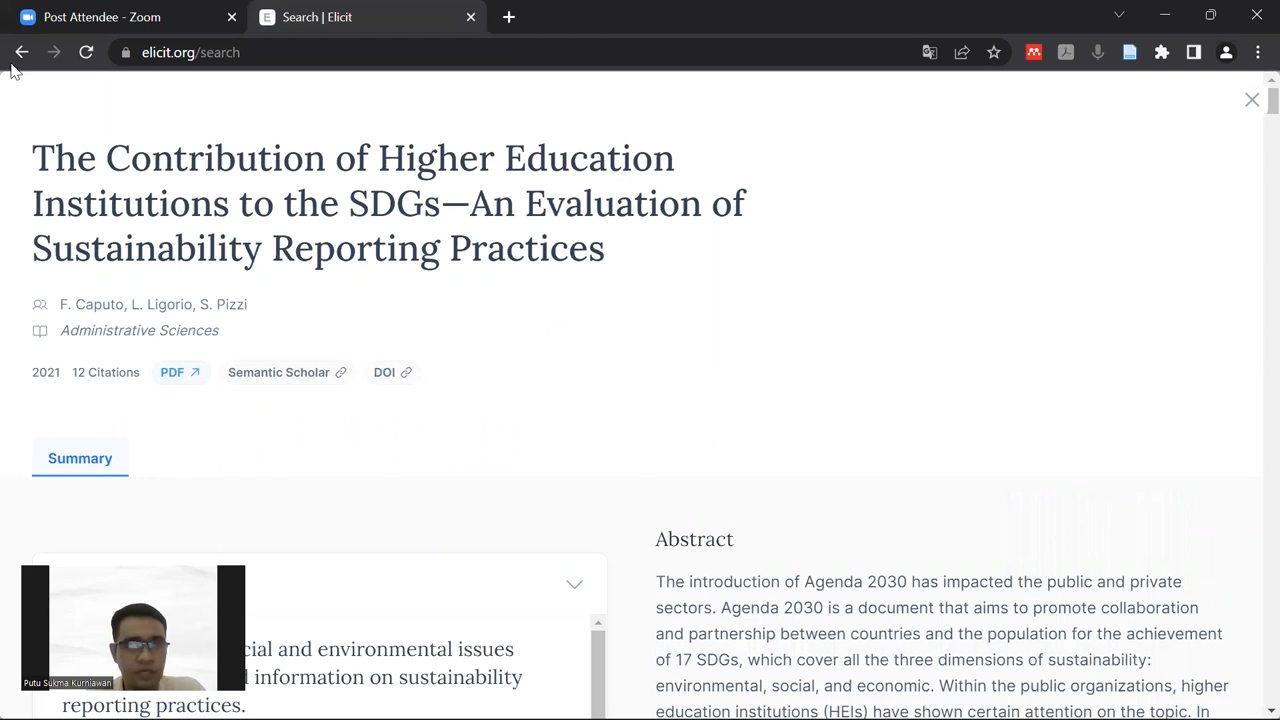 Post Attendee - Zoom
Search | Elicit
elicit.org/search
The Contribution of Higher Education
Institutions to the SDGs—An Evaluation of
Sustainability Reporting Practices
F. Caputo, L. Ligorio, S. Pizzi
Administrative Sciences
2021 12 Citations PDF Semantic Scholar DOI
Summary
cial and environmental issues
information on sustainability
reporting practices.
Abstract
The introduction of Agenda 2030 has impacted the public and private
sectors. Agenda 2030 is a document that aims to promote collaboration
and partnership between countries and the population for the achievement
of 17 SDGs, which cover all the three dimensions of sustainability:
environmental, social, and economic. Within the public organizations, higher
education institutions (HEIs) have shown certain attention on the topic. In
Putu Sukma Kurniawan